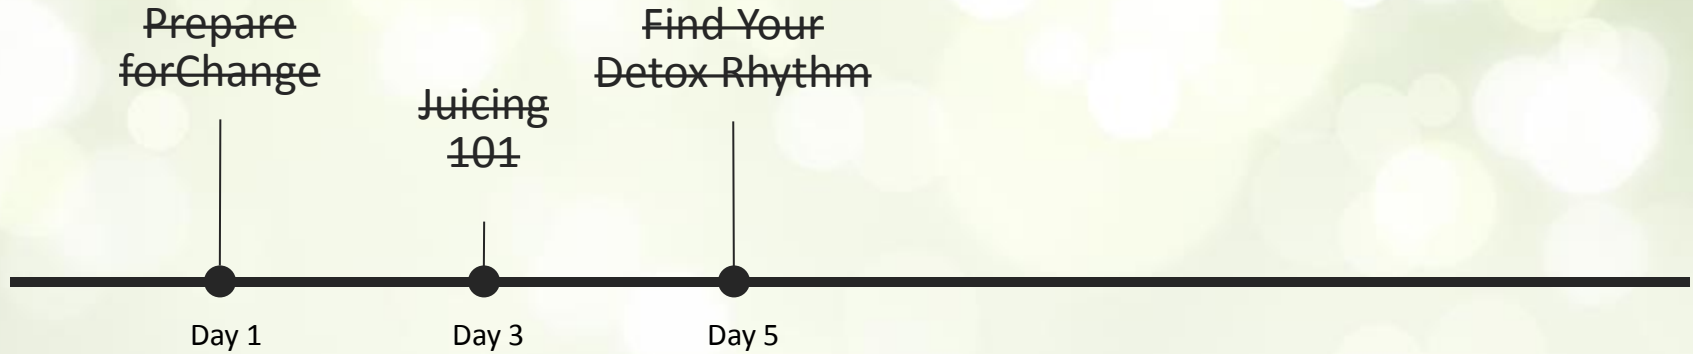 Prepare
forChange
Juicing
101
Find Your
Detox Rhythm
Day 1
Day 3
Day 5